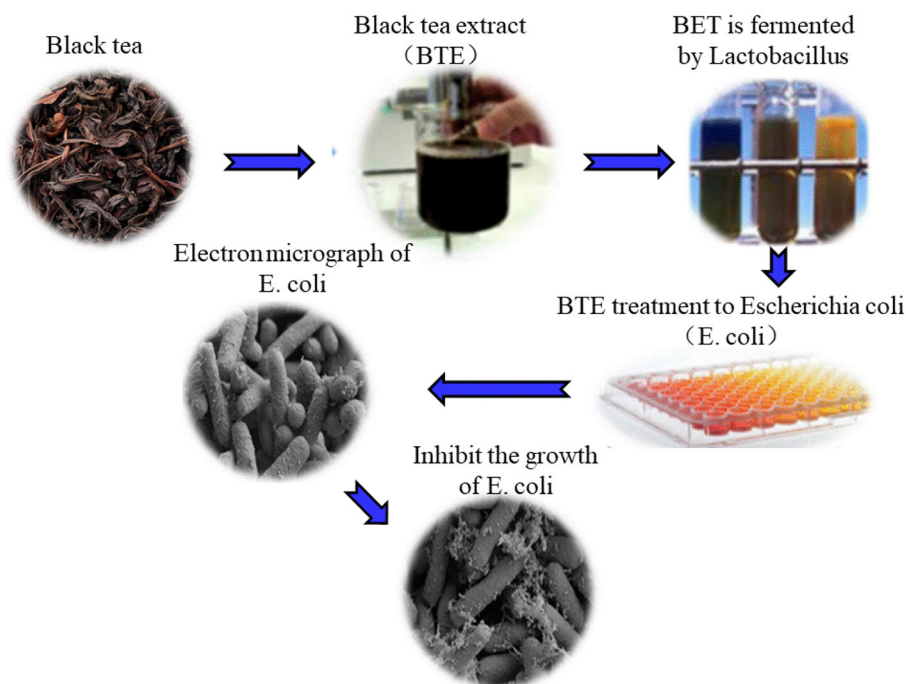 Black tea
Black tea extract
（BTE）
BET is fermented
by Lactobacillus
BTE treatment to Escherichia coli
（E. coli）
Electron micrograph of
E. coli
Inhibit the growth
of E. coli